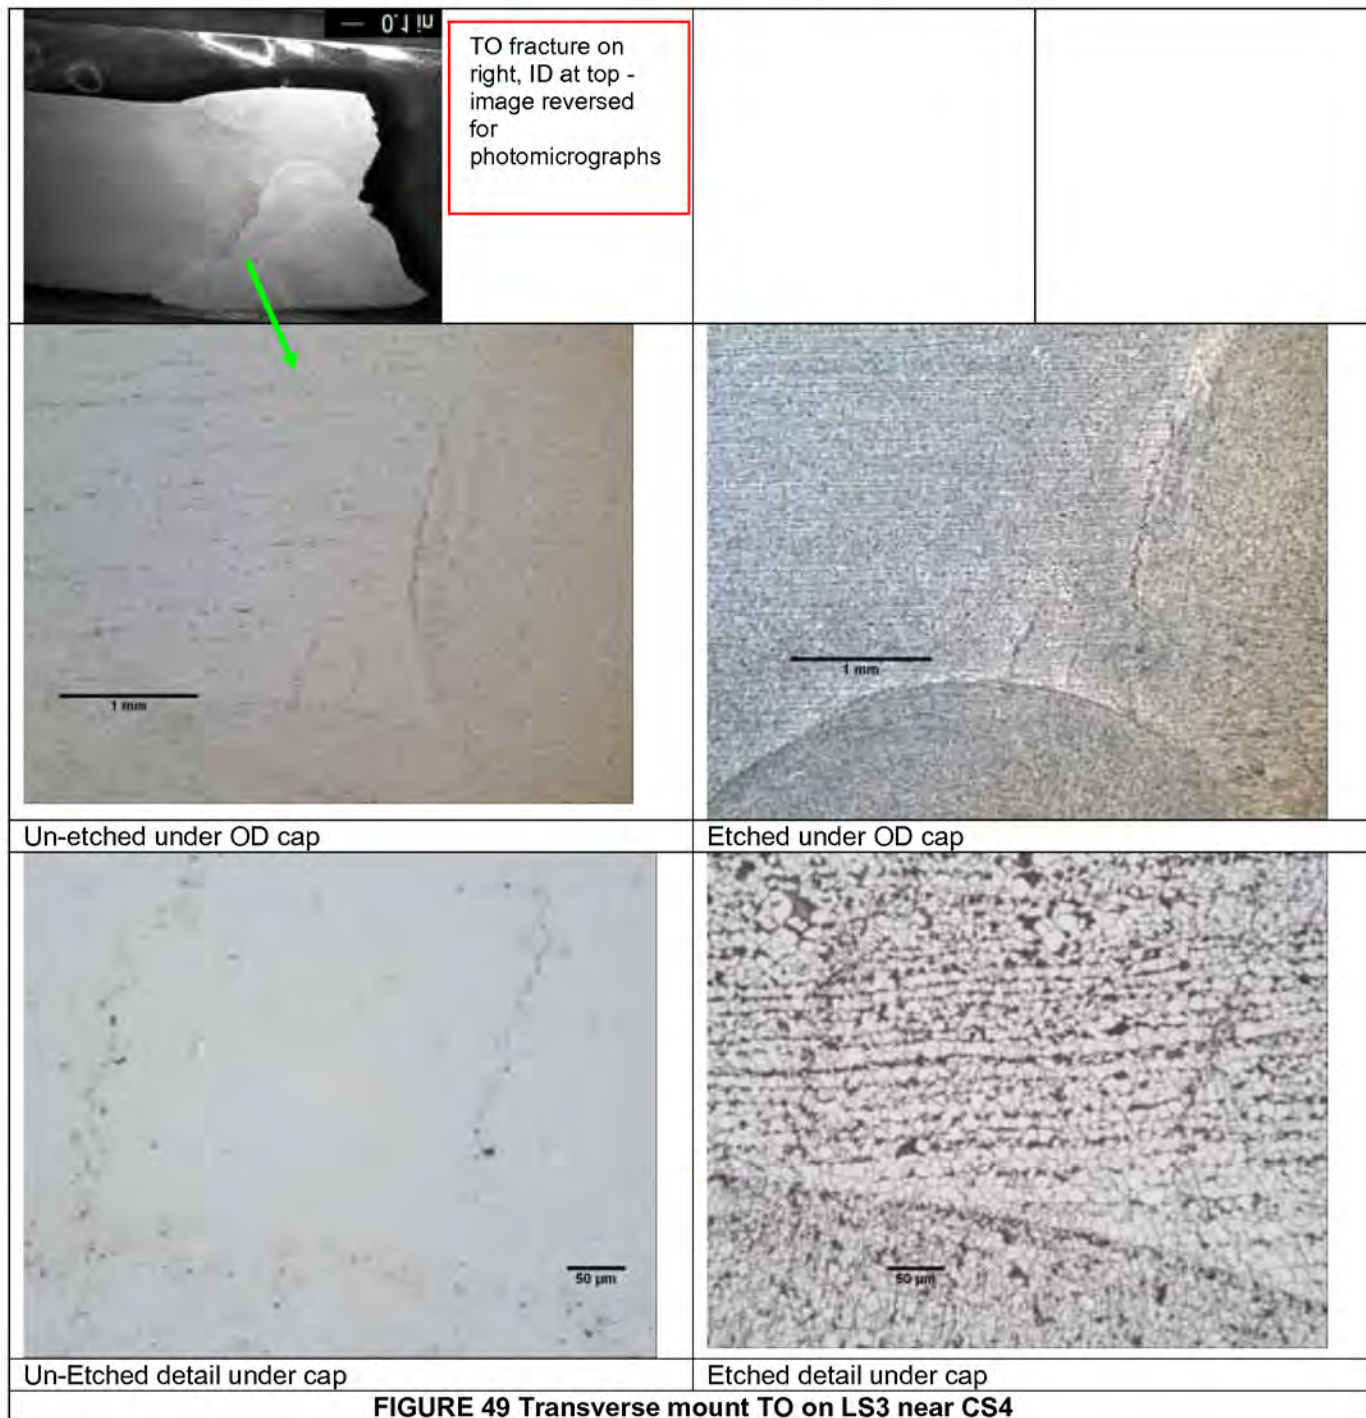 0.1 in
TO fracture on
right, ID at top -
image reversed
for
photomicrographs
1 mm
1 mm
Un-etched under OD cap
Etched under OD cap
50 µm
50 µm
Un-Etched detail under cap
Etched detail under cap
FIGURE 49 Transverse mount TO on LS3 near CS4